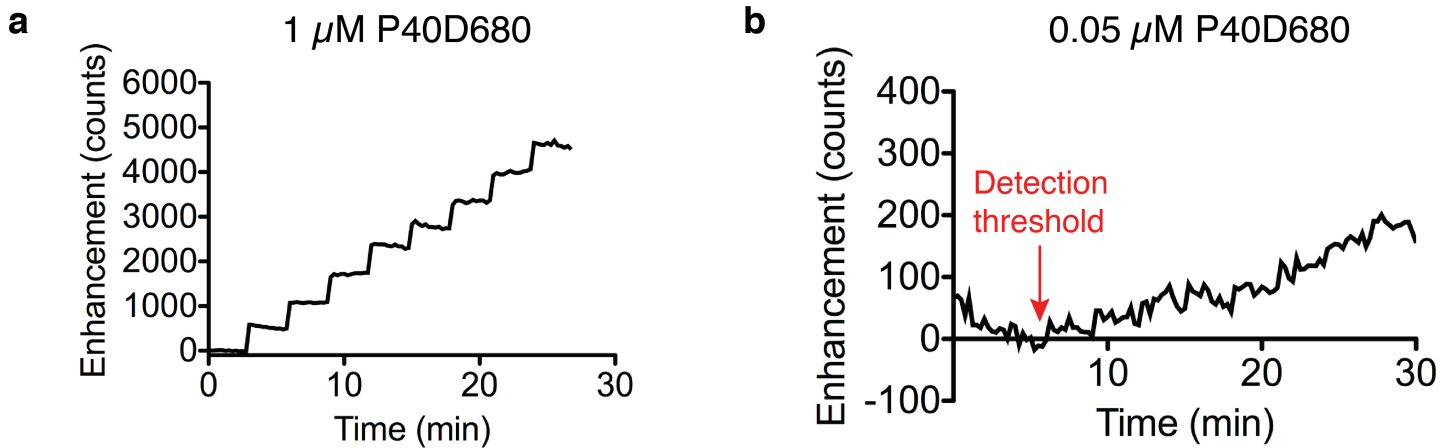 a
1 µM P40D680
Enhancement (counts)
6000
5000
4000
3000
2000
1000
0
0 10 20 30
Time (min)
b
0.05 µM P40D680
Enhancement (counts)
400
300
200
100
0
-100
Detection
threshold
10 20 30
Time (min)